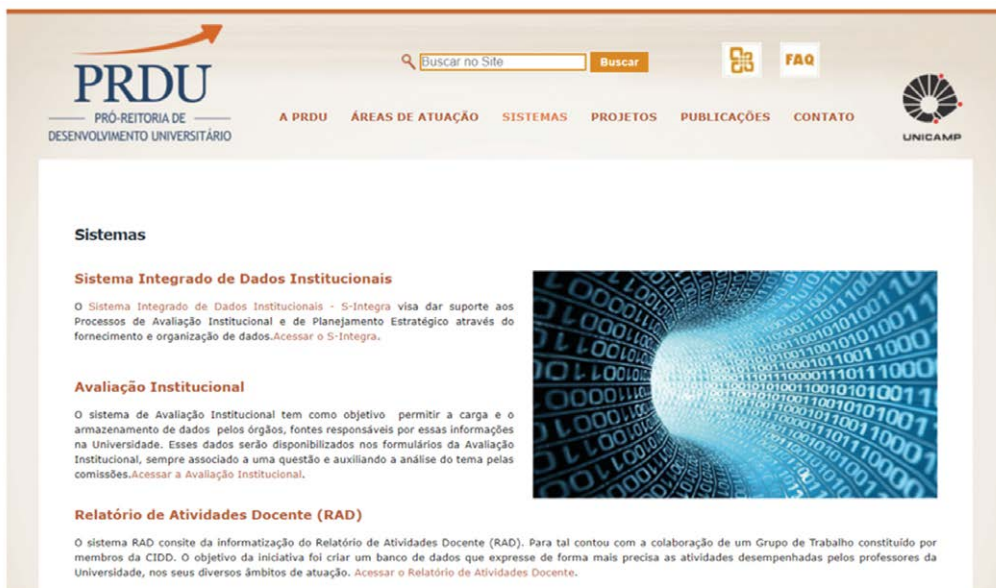 Buscar no Site
Buscar
FAQ
PRDU
PRÓ-REITORIA DE
DESENVOLVIMENTO UNIVERSITÁRIO
A PRDU ÁREAS DE ATUAÇÃO SISTEMAS PROJETOS PUBLICAÇÕES CONTATO
UNICAMP
Sistemas
Sistema Integrado de Dados Institucionais
O Sistema Integrado de Dados Institucionais - S-Integra visa dar suporte aos
Processos de Avaliação Institucional e de Planejamento Estratégico através do
fornecimento e organização de dados.Acessar o S-Integra.
Avaliação Institucional
O sistema de Avaliação Institucional tem como objetivo permitir a carga e o
armazenamento de dados pelos órgãos, fontes responsáveis por essas informações
na Universidade. Esses dados serão disponibilizados nos formulários da Avaliação
Institucional, sempre associado a uma questão e auxiliando a análise do tema pelas
comissões.Acessar a Avaliação Institucional.
Relatório de Atividades Docente (RAD)
O sistema RAD consite da informatização do Relatório de Atividades Docente (RAD). Para tal contou com a colaboração de um Grupo de Trabalho constituído por
membros da CIDD. O objetivo da iniciativa foi criar um banco de dados que expresse de forma mais precisa as atividades desempenhadas pelos professores da
Universidade, nos seus diversos âmbitos de atuação. Acessar o Relatório de Atividades Docente.